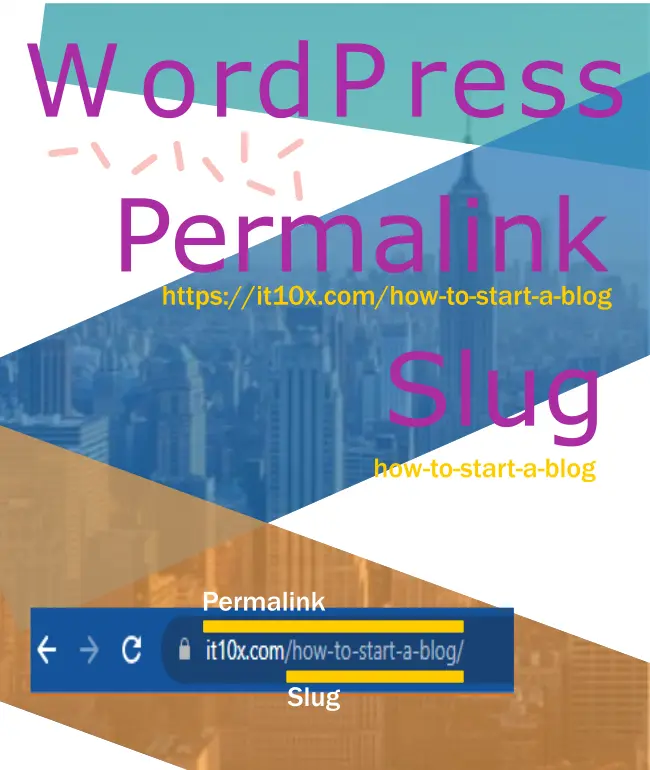 WordPress
Permalink
https://it10x.com/how-to-start-a-blog
Slug
how-to-start-a-blog
Permalink
it10x.com/how-to-start-a-blog/
Slug